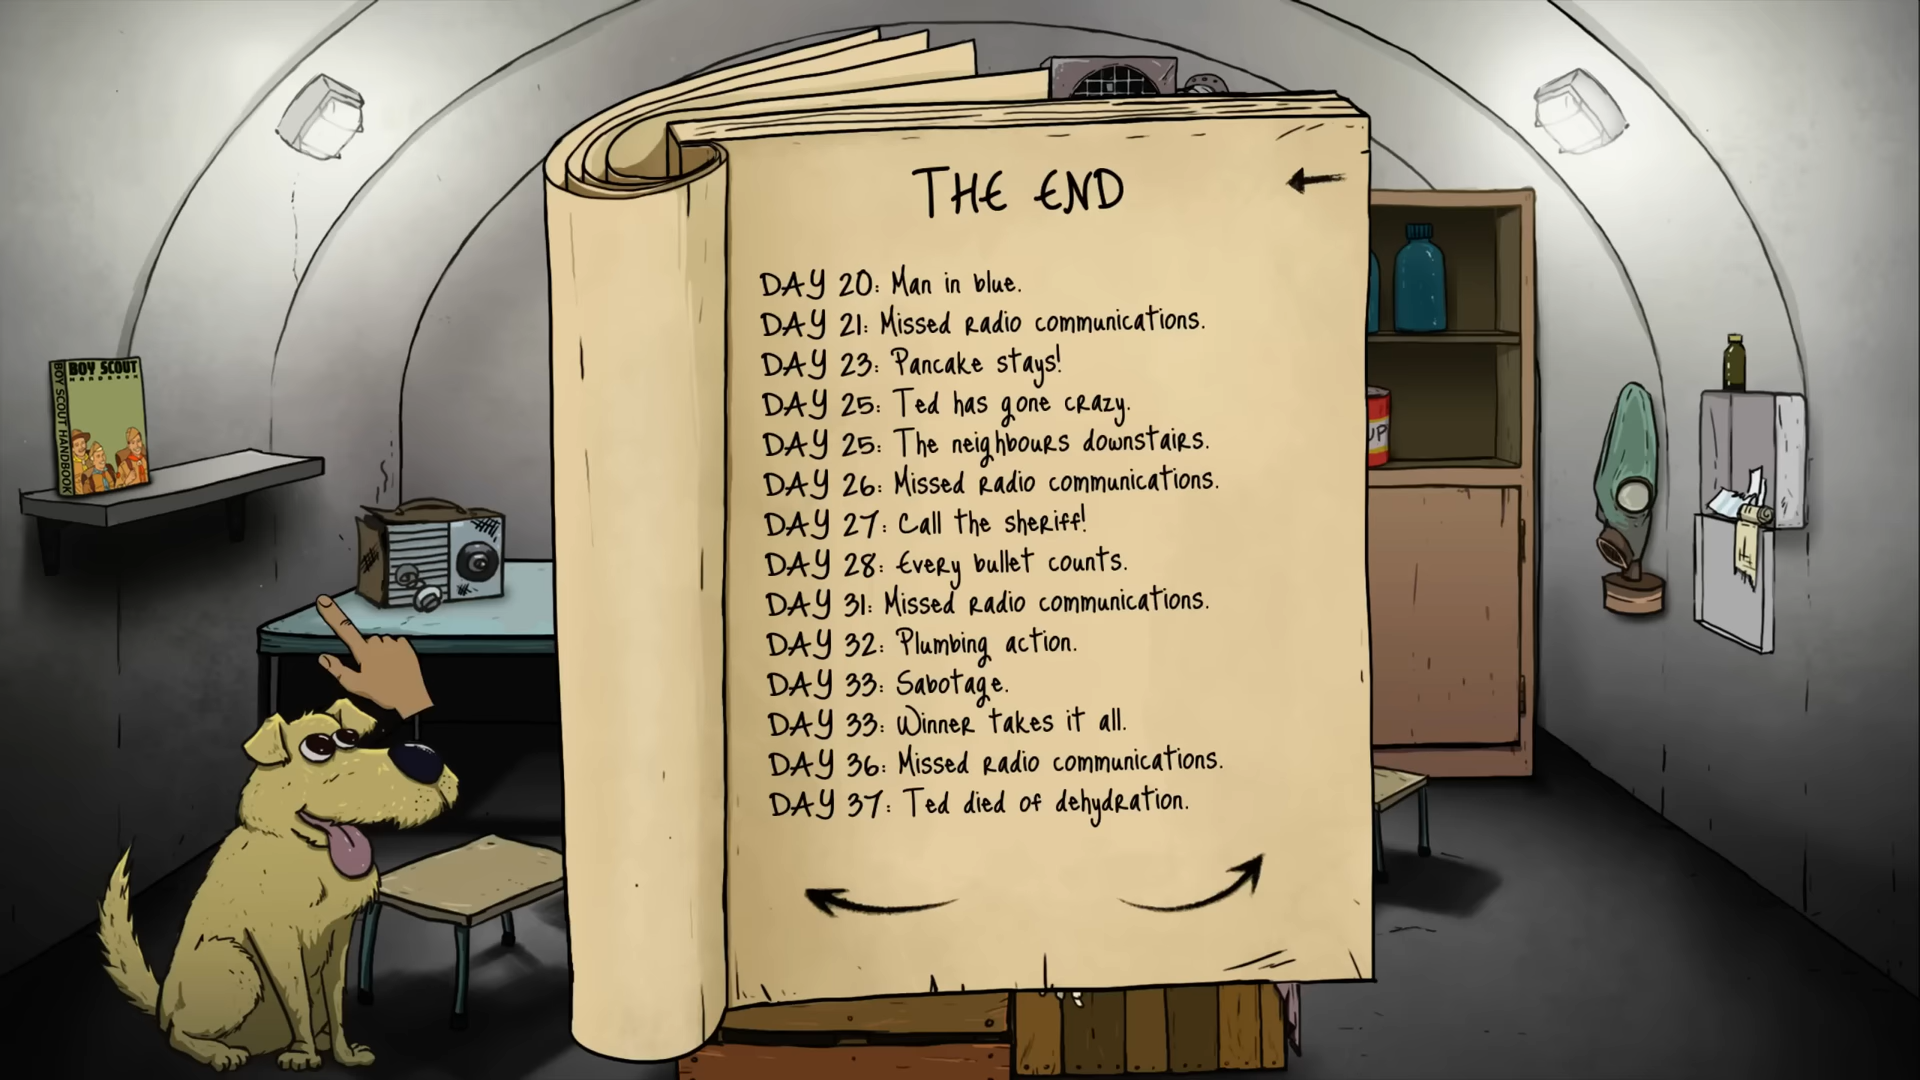 THE END
DAY 20: Man in blue.
DAY 21: Missed radio communications.
DAY 23: Pancake stays!
DAY 25: Ted has gone crazy.
DAY 25: The neighbours downstairs.
DAY 26: Missed radio communications.
DAY 27: Call the sheriff!
DAY 28: Every bullet counts.
DAY 31: Missed radio communications.
DAY 32: Plumbing action.
DAY 33: Sabotage.
DAY 33: Winner takes it all.
DAY 36: Missed radio communications.
DAY 37: Ted died of dehydration.
BOY SCOUT
HANDBOOK
BOY SCOUT HANDBOOK
UP